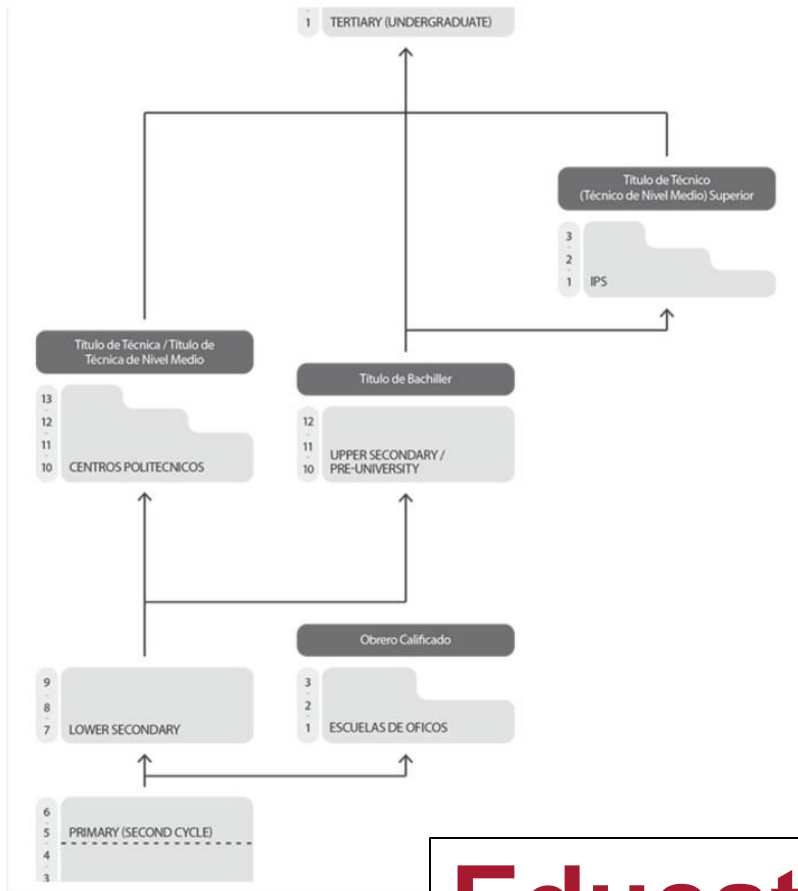 1 TERTIARY (UNDERGRADUATE)
Título de Técnico
(Técnico de Nivel Medio) Superior
3
2
1 IPS
Título de Técnica / Título de
Técnica de Nivel Medio
Título de Bachiller
13
12
11
10 CENTROS POLITECNICOS
12
11 UPPER SECONDARY /
10 PRE-UNIVERSITY
Obrero Calificado
9
8
7 LOWER SECONDARY
3
2
1 ESCUELAS DE OFICOS
6
5 PRIMARY (SECOND CYCLE)
4
3